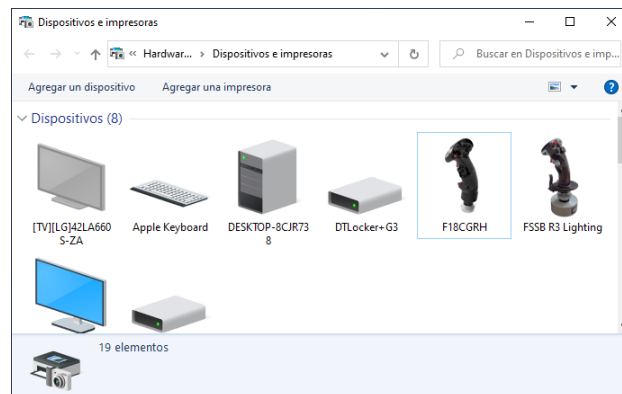 Dispositivos e impresoras
« Hardwar... › Dispositivos e impresoras
Buscar en Dispositivos e imp...
Agregar un dispositivo
Agregar una impresora
Dispositivos (8)
[TV][LG]42LA660
S-ZA
Apple Keyboard
DESKTOP-8CJR73
8
DTLocker+G3
F18CGRH
FSSB R3 Lighting
19 elementos